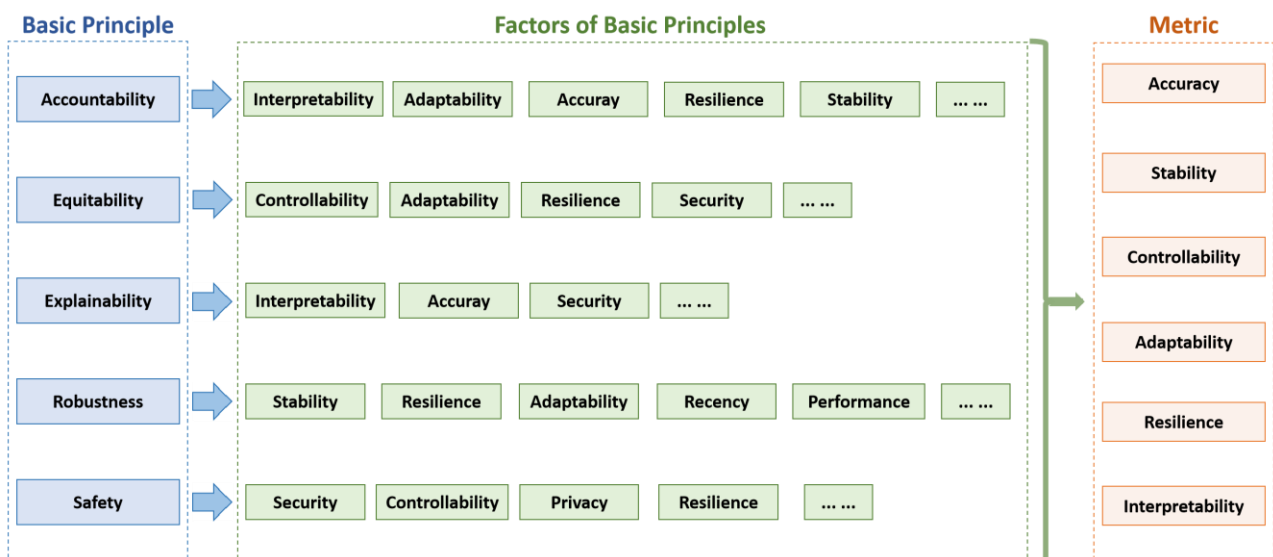 Basic Principle
Factors of Basic Principles
Metric
Accountability
Interpretability
Adaptability
Accuray
Resilience
Stability
... ...
Equitability
Controllability
Adaptability
Resilience
Security
... ...
Explainability
Interpretability
Accuray
Security
... ...
Robustness
Stability
Resilience
Adaptability
Recency
Performance
... ...
Safety
Security
Controllability
Privacy
Resilience
... ...
Accuracy
Stability
Controllability
Adaptability
Resilience
Interpretability